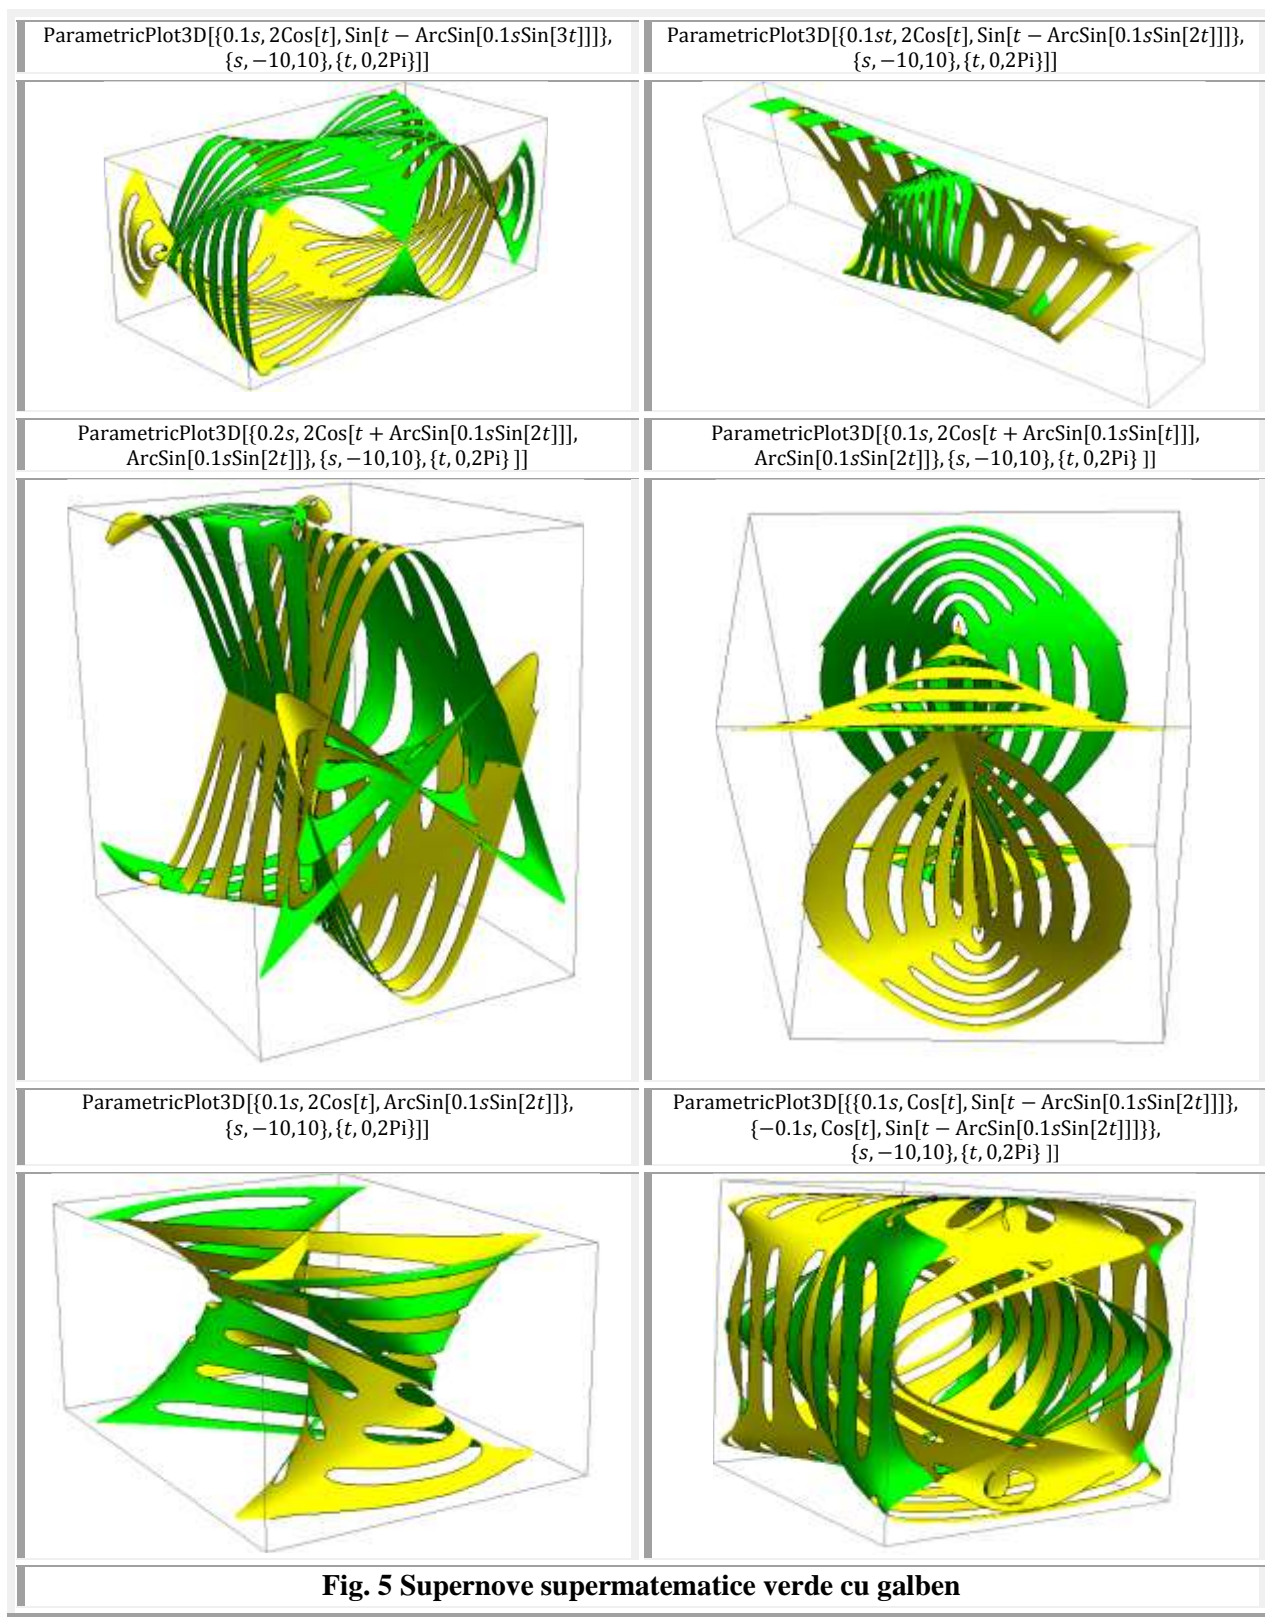 ParametricPlot3D[{0.1s, 2Cos[t], Sin[t − ArcSin[0.1sSin[3t]]]},
{s, −10,10}, {t, 0,2Pi}]]
ParametricPlot3D[{0.1st, 2Cos[t], Sin[t − ArcSin[0.1sSin[2t]]]},
{s, −10,10}, {t, 0,2Pi}]]
ParametricPlot3D[{0.2s, 2Cos[t + ArcSin[0.1sSin[2t]]],
ArcSin[0.1sSin[2t]]}, {s, −10,10}, {t, 0,2Pi} ]]
ParametricPlot3D[{0.1s, 2Cos[t + ArcSin[0.1sSin[t]]],
ArcSin[0.1sSin[2t]]}, {s, −10,10}, {t, 0,2Pi} ]]
ParametricPlot3D[{0.1s, 2Cos[t], ArcSin[0.1sSin[2t]]},
{s, −10,10}, {t, 0,2Pi}]]
ParametricPlot3D[{{0.1s, Cos[t], Sin[t − ArcSin[0.1sSin[2t]]]},
{−0.1s, Cos[t], Sin[t − ArcSin[0.1sSin[2t]]]}},
{s, −10,10}, {t, 0,2Pi} ]]
Fig. 5 Supernove supermatematice verde cu galben